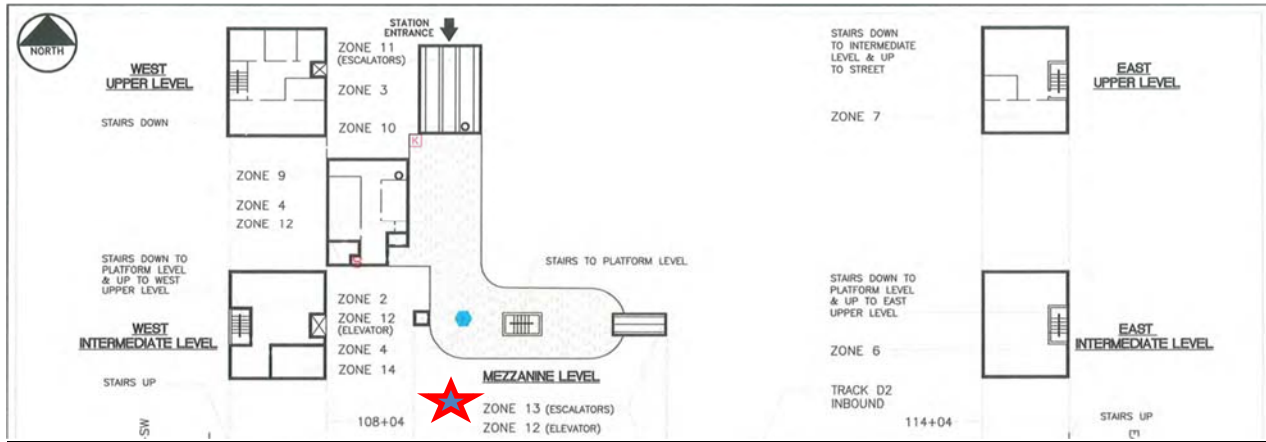 NORTH
WEST
UPPER LEVEL
STAIRS DOWN
STATION
ENTRANCE
ZONE 11
(ESCALATORS)
ZONE 3
ZONE 10
K
ZONE 9
ZONE 4
ZONE 12
S
STAIRS DOWN TO
PLATFORM LEVEL
& UP TO WEST
UPPER LEVEL
WEST
INTERMEDIATE LEVEL
STAIRS UP
ZONE 2
ZONE 12
(ELEVATOR)
ZONE 4
ZONE 14
STAIRS TO PLATFORM LEVEL
MEZZANINE LEVEL
ZONE 13 (ESCALATORS)
ZONE 12 (ELEVATOR)
STAIRS DOWN
TO INTERMEDIATE
LEVEL & UP
TO STREET
ZONE 7
EAST
UPPER LEVEL
STAIRS DOWN TO
PLATFORM LEVEL
& UP TO EAST
UPPER LEVEL
EAST
INTERMEDIATE LEVEL
ZONE 6
TRACK D2
INBOUND
-SW
108+04
114+04
STAIRS UP